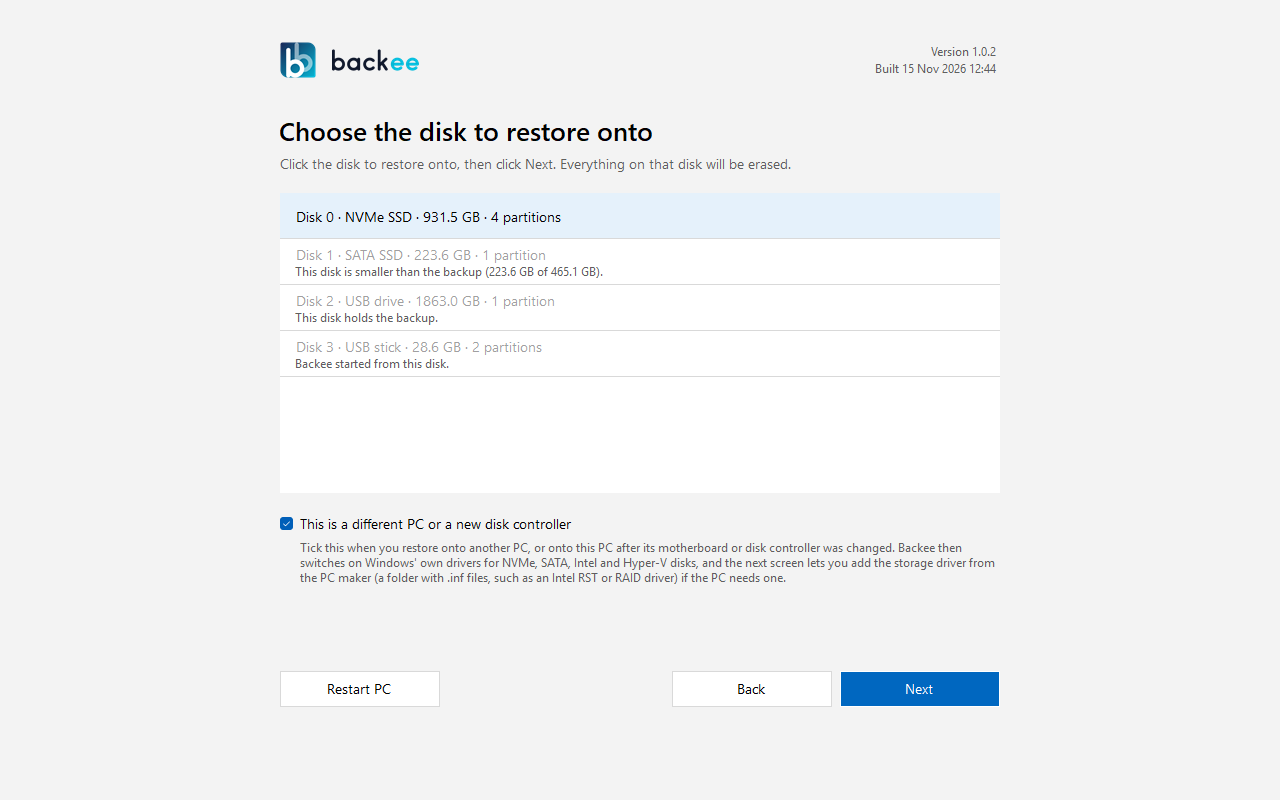 backee
Version 1.0.2
Built 15 Nov 2026 12:44
Choose the disk to restore onto
Click the disk to restore onto, then click Next. Everything on that disk will be erased.
Disk 0 · NVMe SSD · 931.5 GB · 4 partitions
Disk 1 · SATA SSD · 223.6 GB · 1 partition
This disk is smaller than the backup (223.6 GB of 465.1 GB).
Disk 2 · USB drive · 1863.0 GB · 1 partition
This disk holds the backup.
Disk 3 · USB stick · 28.6 GB · 2 partitions
Backee started from this disk.
This is a different PC or a new disk controller
Tick this when you restore onto another PC, or onto this PC after its motherboard or disk controller was changed. Backee then
switches on Windows' own drivers for NVMe, SATA, Intel and Hyper-V disks, and the next screen lets you add the storage driver from
the PC maker (a folder with .inf files, such as an Intel RST or RAID driver) if the PC needs one.
Restart PC
Back
Next